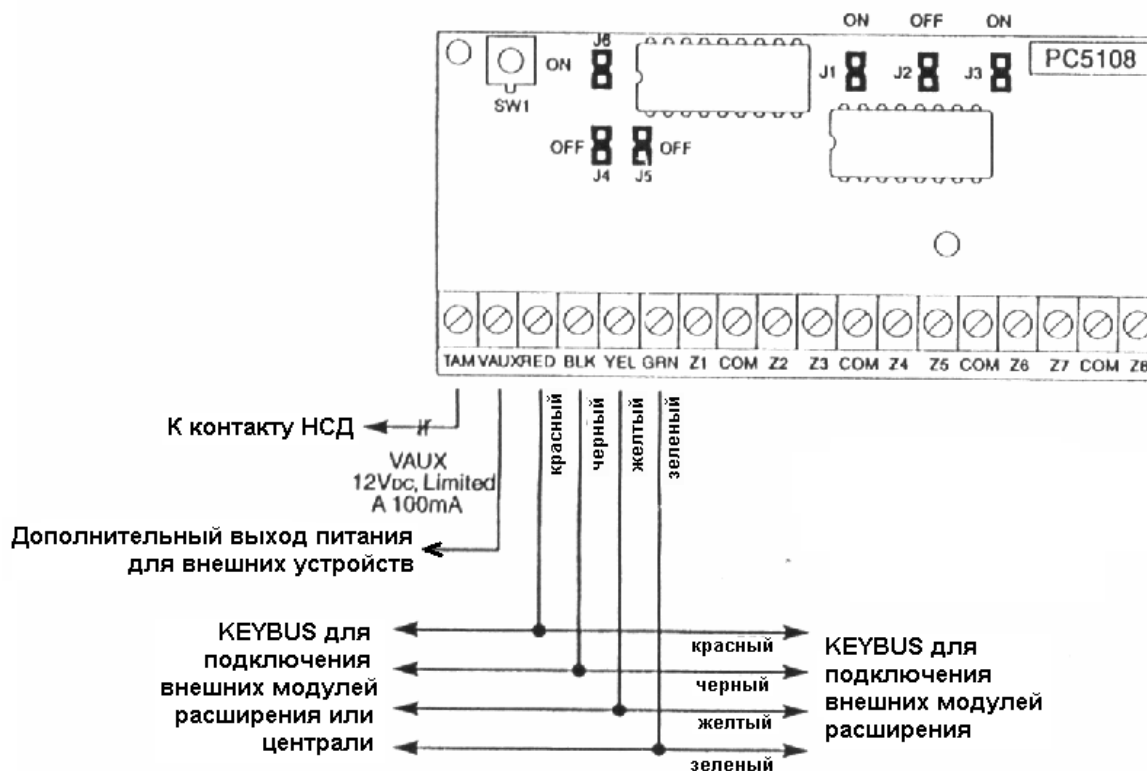 ON OFF ON
J6
ON
SW1
J1 J2 J3
PC5108
OFF OFF
J4 J5
TAM VAUX RED BLK YEL GRN Z1 COM Z2 Z3 COM Z4 Z5 COM Z6 Z7 COM Z8
красный
черный
желтый
зеленый
К контакту НСД
VAUX
12VDC, Limited
A 100mA
Дополнительный выход питания
для внешних устройств
KEYBUS для
подключения
внешних модулей
расширения или
централи
красный
черный
желтый
зеленый
KEYBUS для
подключения
внешних модулей
расширения